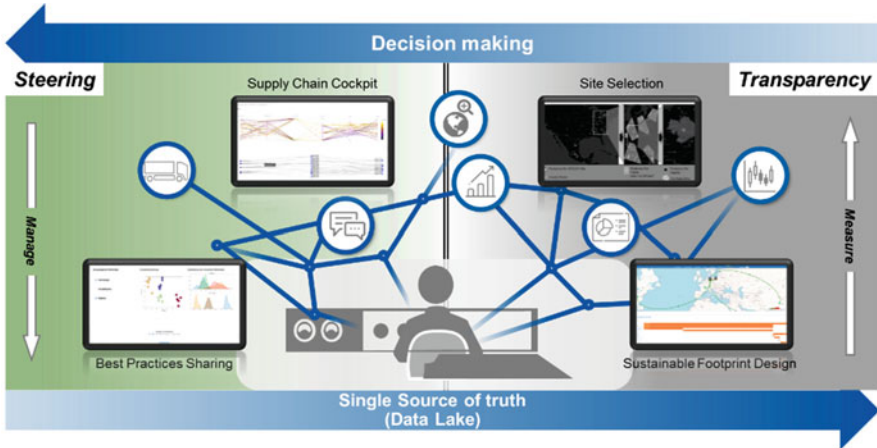 Decision making
Steering
Supply Chain Cockpit
Site Selection
Transparency
Manage
Measure
Best Practices Sharing
Sustainable Footprint Design
Single Source of truth
(Data Lake)